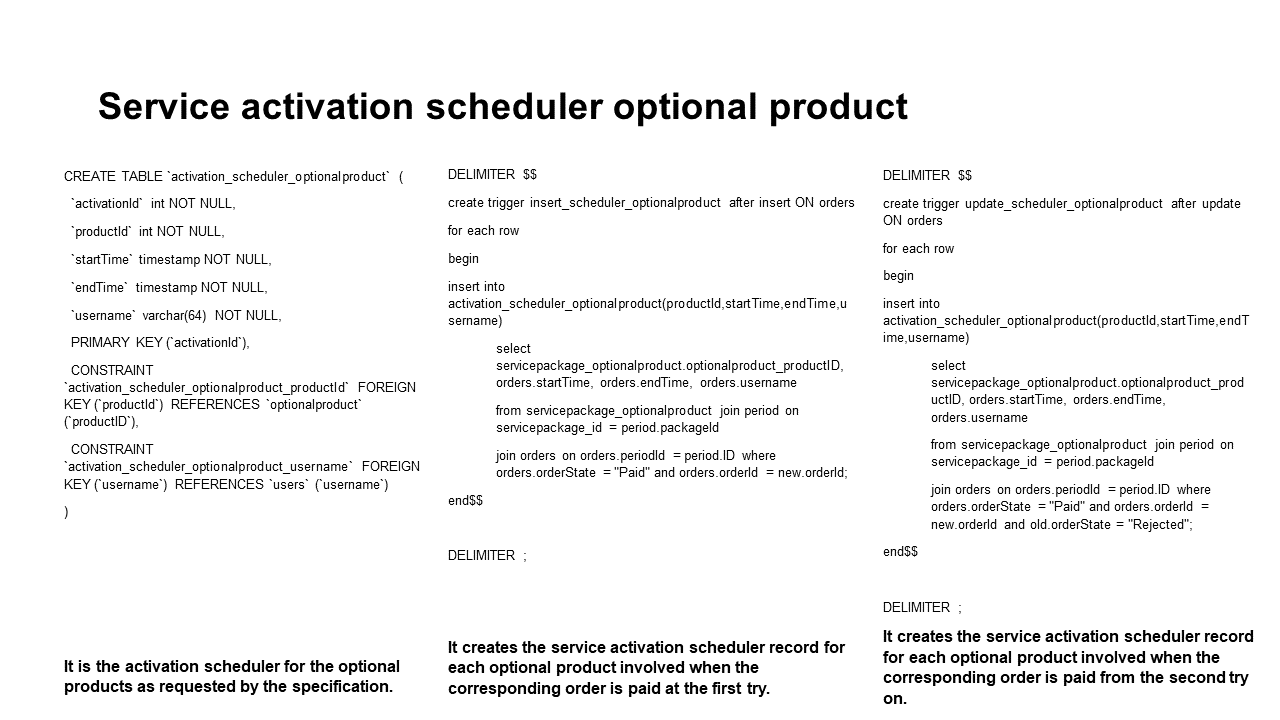 Service activation scheduler optional product
CREATE TABLE `activation_scheduler_optionalproduct` (
`activationId` int NOT NULL,
`productId` int NOT NULL,
`startTime` timestamp NOT NULL,
`endTime` timestamp NOT NULL,
`username` varchar(64) NOT NULL,
PRIMARY KEY (`activationId`),
CONSTRAINT
`activation_scheduler_optionalproduct_productId` FOREIGN
KEY (`productId`) REFERENCES `optionalproduct`
(`productID`),
CONSTRAINT
`activation_scheduler_optionalproduct_username` FOREIGN
KEY (`username`) REFERENCES `users` (`username`)
)
It is the activation scheduler for the optional
products as requested by the specification.
DELIMITER $$
create trigger insert_scheduler_optionalproduct after insert ON orders
for each row
begin
insert into
activation_scheduler_optionalproduct(productId,startTime,endTime,u
sername)
select
servicepackage_optionalproduct.optionalproduct_productID,
orders.startTime, orders.endTime, orders.username
from servicepackage_optionalproduct join period on
servicepackage_id = period.packageId
join orders on orders.periodId = period.ID where
orders.orderState = "Paid" and orders.orderId = new.orderId;
end$$
DELIMITER ;
It creates the service activation scheduler record for
each optional product involved when the
corresponding order is paid at the first try.
DELIMITER $$
create trigger update_scheduler_optionalproduct after update
ON orders
for each row
begin
insert into
activation_scheduler_optionalproduct(productId,startTime,endT
ime,username)
select
servicepackage_optionalproduct.optionalproduct_prod
uctID, orders.startTime, orders.endTime,
orders.username
from servicepackage_optionalproduct join period on
servicepackage_id = period.packageId
join orders on orders.periodId = period.ID where
orders.orderState = "Paid" and orders.orderId =
new.orderId and old.orderState = "Rejected";
end$$
DELIMITER ;
It creates the service activation scheduler record
for each optional product involved when the
corresponding order is paid from the second try
on.